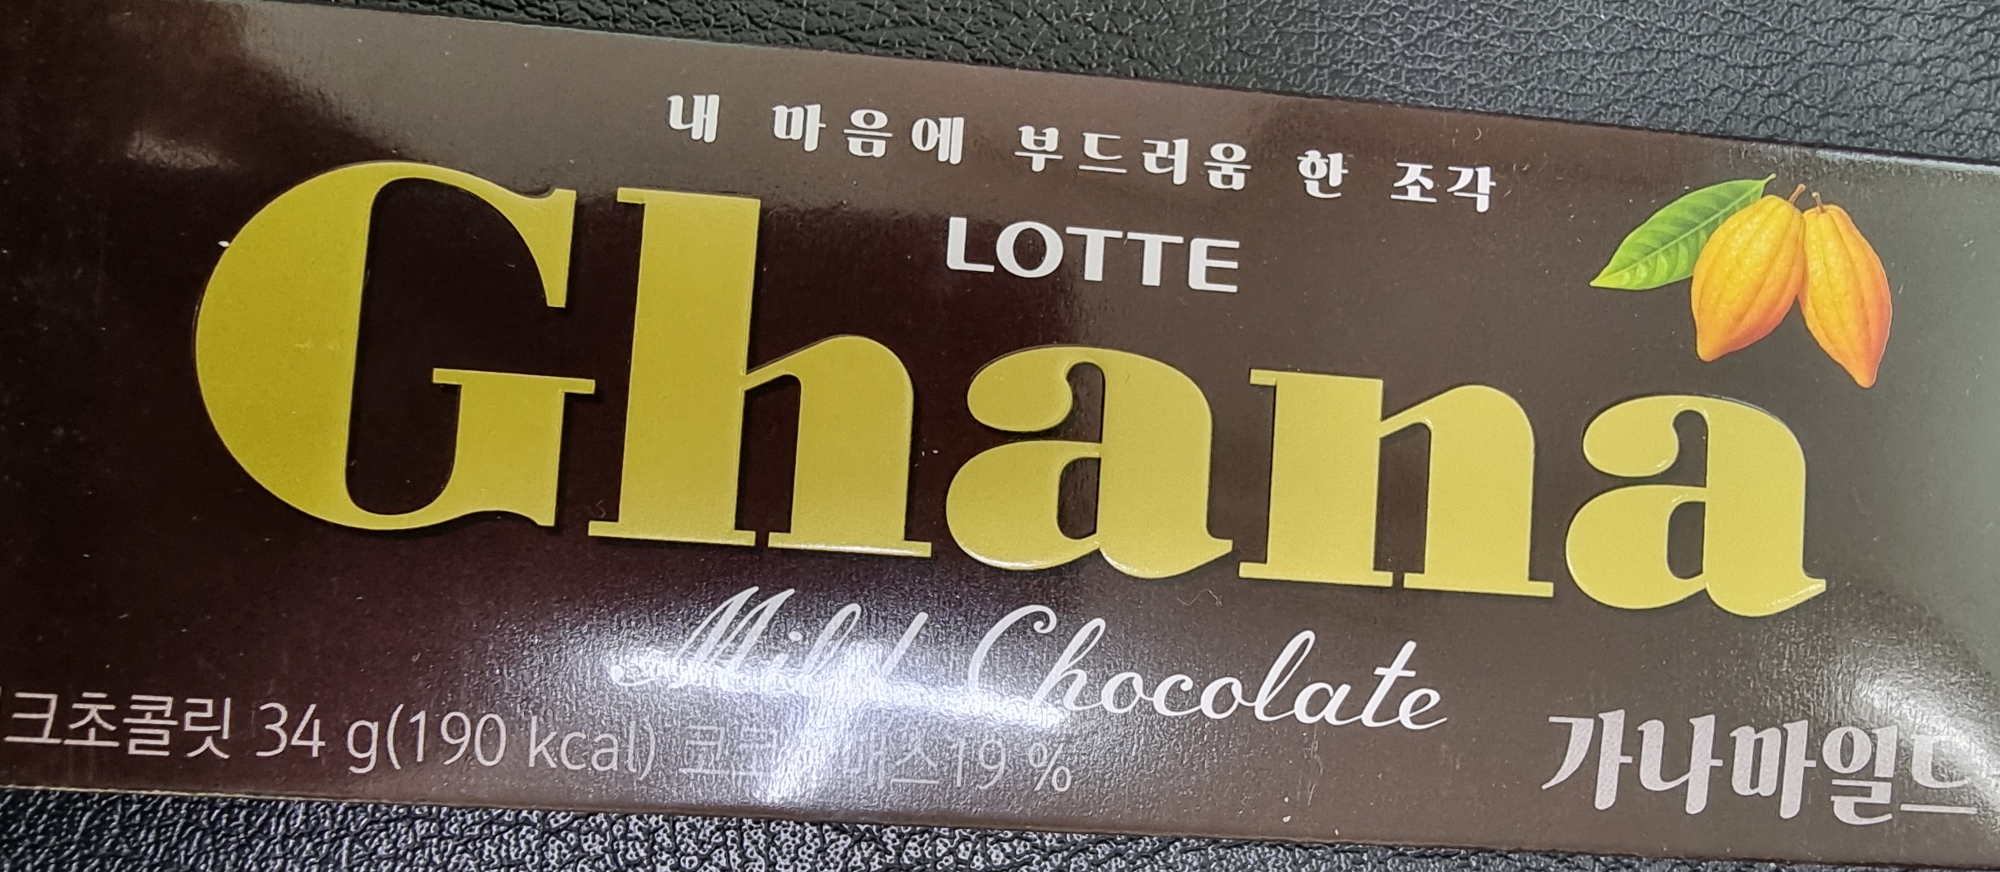 내 마음에 부드러움 한 조각
LOTTE
Ghana
Mild Chocolate
크초콜릿 34 g(190 kcal) 19 %
가나마일드